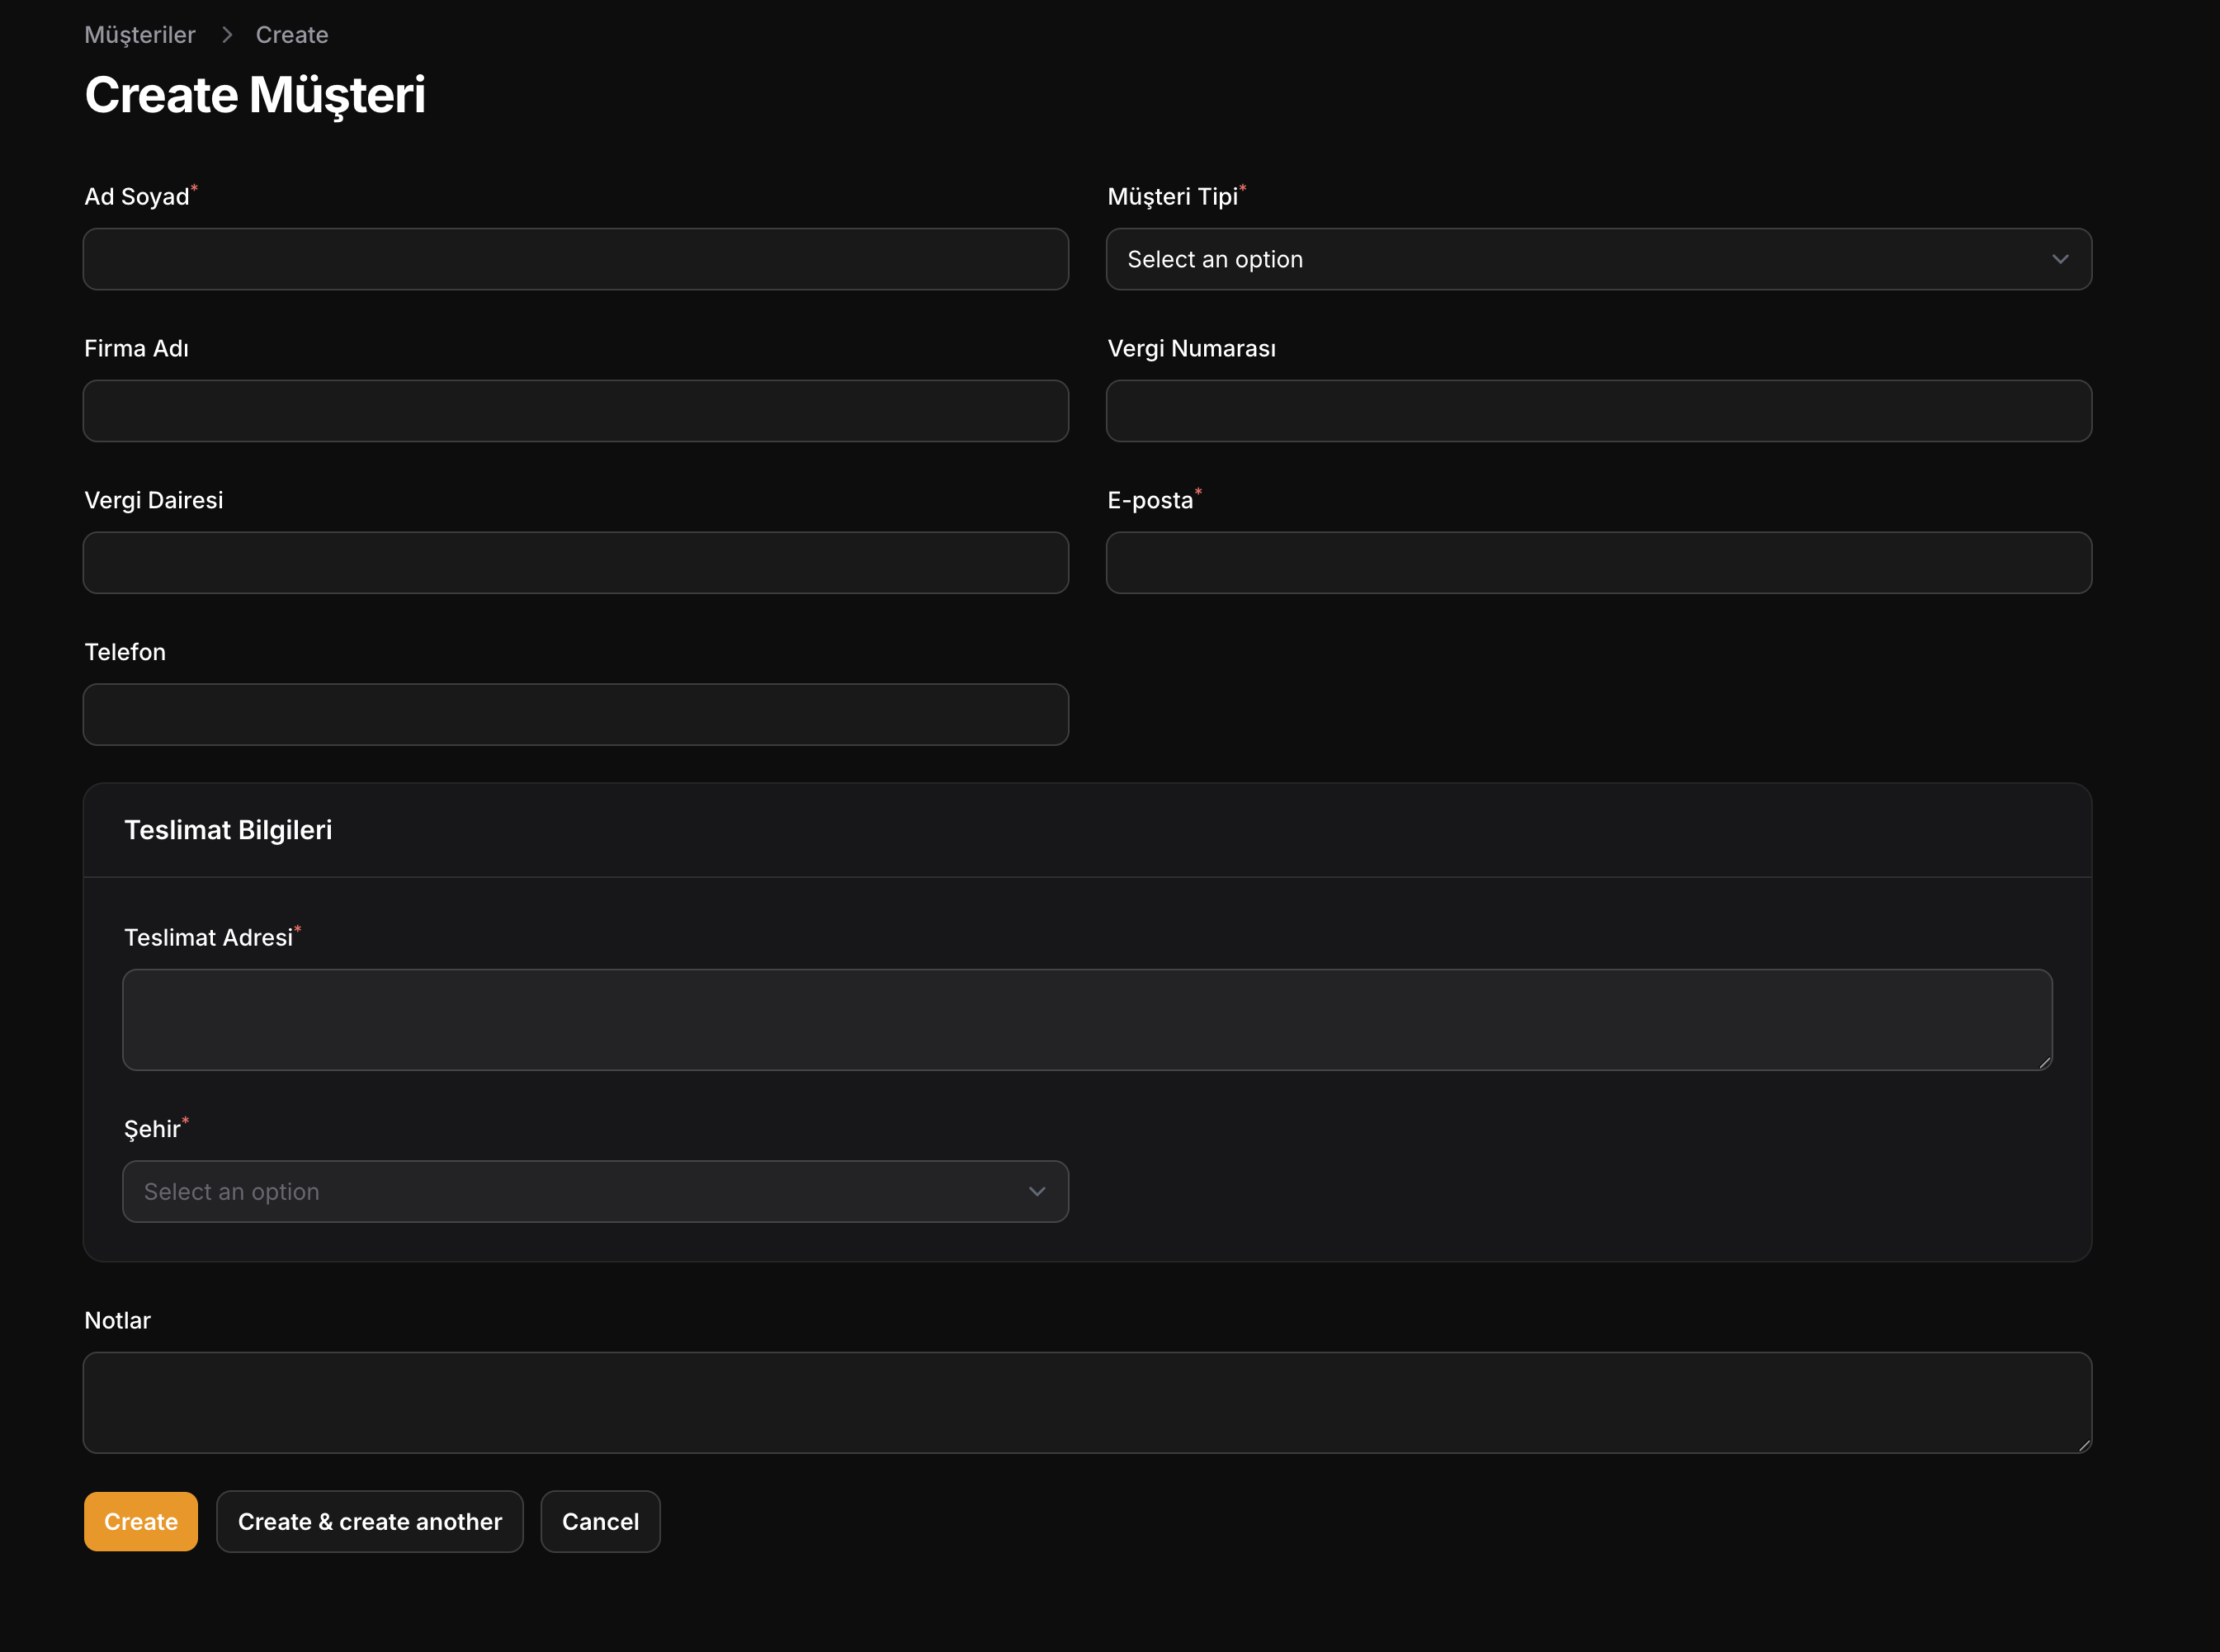 Müşteriler > Create
Create Müşteri
Ad Soyad*
Müşteri Tipi*
Select an option
Firma Adı
Vergi Numarası
Vergi Dairesi
E-posta*
Telefon
Teslimat Bilgileri
Teslimat Adresi*
Şehir*
Select an option
Notlar
Create
Create & create another
Cancel